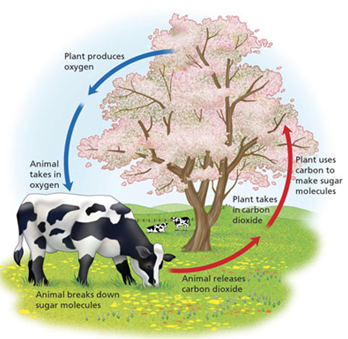 Plant produces
oxygen
Animal
takes in
oxygen
Plant uses
carbon to
make sugar
molecules
Plant takes
in carbon
dioxide
Animal releases
carbon dioxide
Animal breaks down
sugar molecules